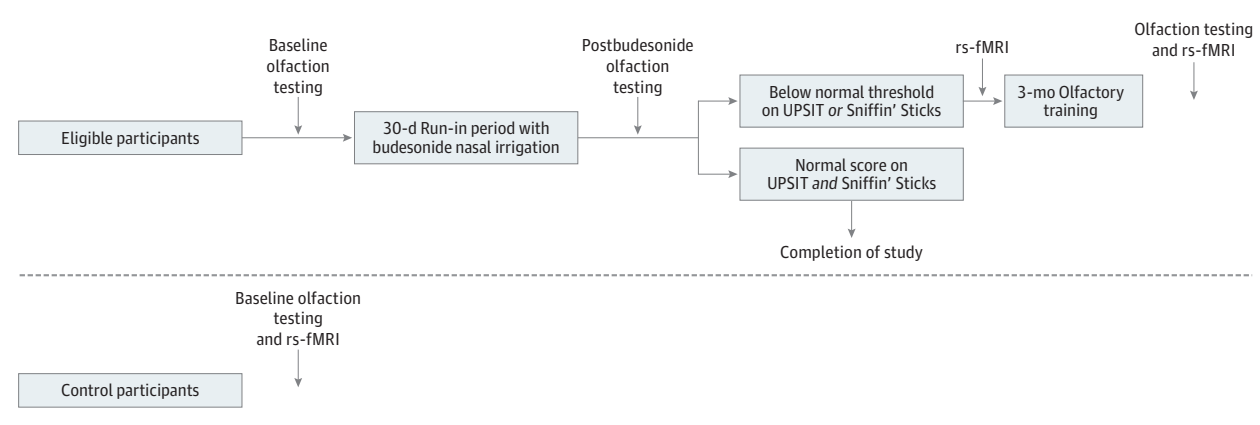 Baseline
olfaction
testing
Postbudesonide
olfaction
testing
rs-fMRI
Olfaction testing
and rs-fMRI
Eligible participants
30-d Run-in period with
budesonide nasal irrigation
Below normal threshold
on UPSIT or Sniffin’ Sticks
3-mo Olfactory
training
Normal score on
UPSIT and Sniffin’ Sticks
Completion of study
Baseline olfaction
testing
and rs-fMRI
Control participants